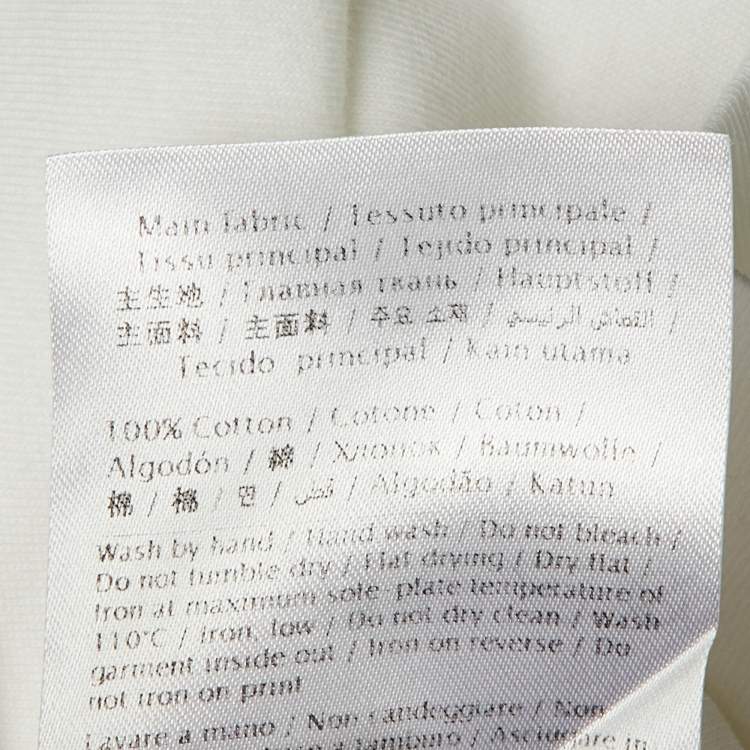 Main fabric / Tessuto principale /
Tissu principal / Tejido principal /
主生地 / Главная ткань / Hauptstoff /
主面料 / 主面料 / 주요 소재 / القماش الرئيسي /
Tecido principal / Kain utama
100% Cotton / Cotone / Coton /
Algodón / 綿 / Хлопок / Baumwolle /
棉 / 棉 / 면 / قطن / Algodão / Katun
Wash by hand / Hand wash / Do not bleach /
Do not tumble dry / Flat drying / Dry flat /
Iron at maximum sole-plate temperature of
110°C / Iron, low / Do not dry clean / Wash
garment inside out / Iron on reverse / Do
not iron on print
Lavare a mano / Non candeggiare / Non
a tamburo / Asciugare in